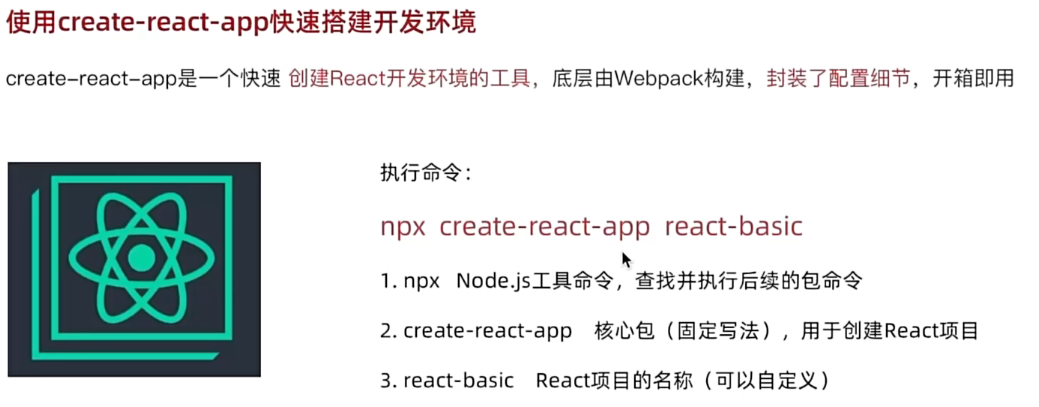 使用create-react-app快速搭建开发环境
create-react-app是一个快速 创建React开发环境的工具，底层由Webpack构建，封装了配置细节，开箱即用
执行命令：
npx create-react-app react-basic
1. npx Node.js工具命令，查找并执行后续的包命令
2. create-react-app 核心包（固定写法），用于创建React项目
3. react-basic React项目的名称（可以自定义）